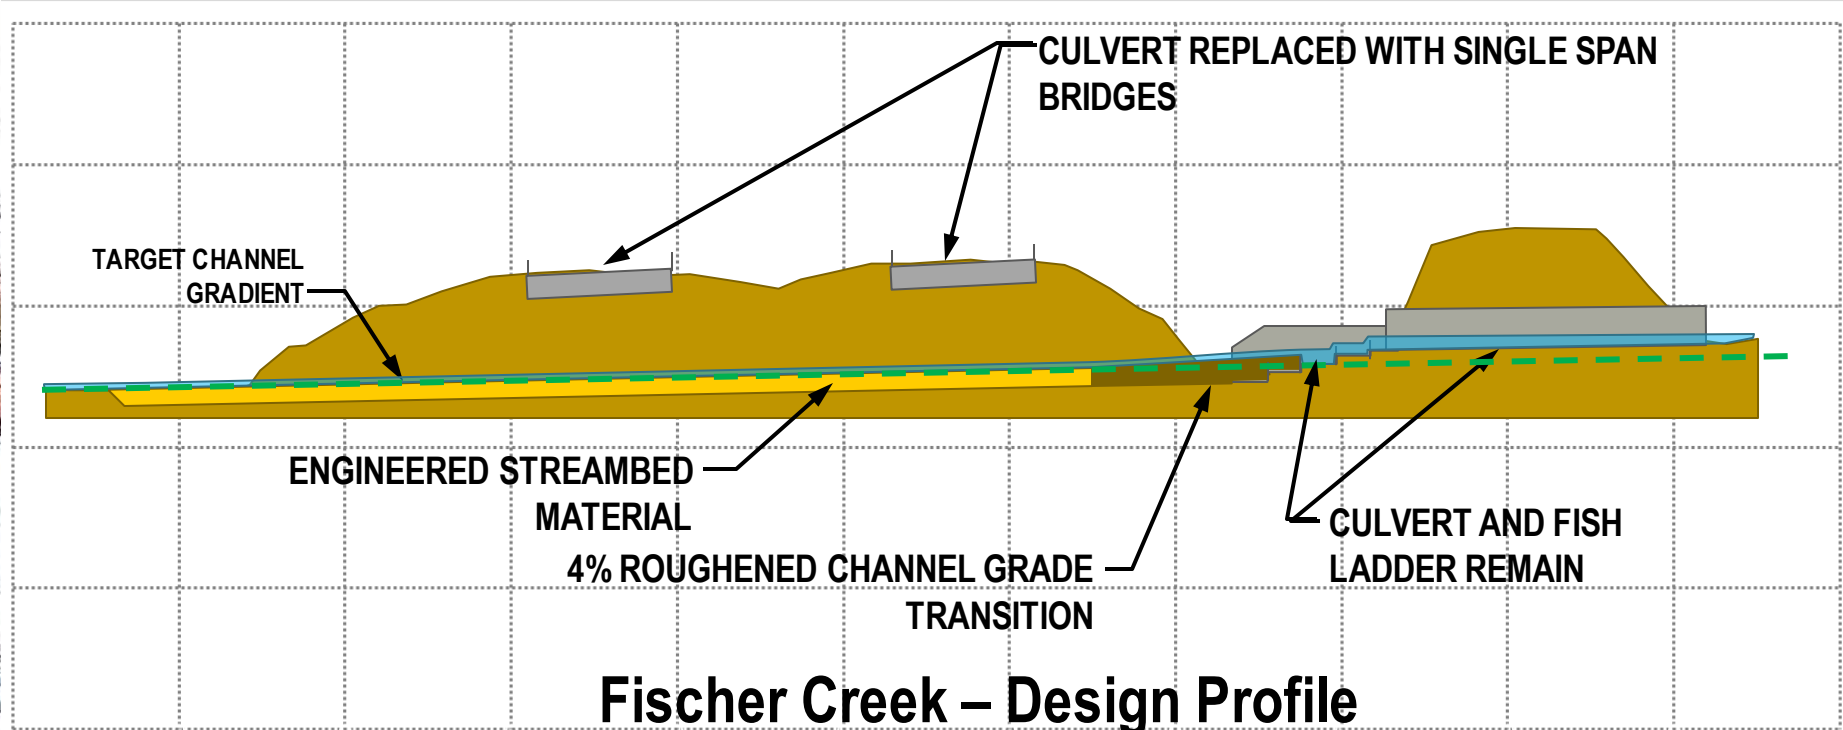 CULVERT REPLACED WITH SINGLE SPAN
BRIDGES
TARGET CHANNEL
GRADIENT
ENGINEERED STREAMBED
MATERIAL
4% ROUGHENED CHANNEL GRADE
TRANSITION
CULVERT AND FISH
LADDER REMAIN
Fischer Creek – Design Profile